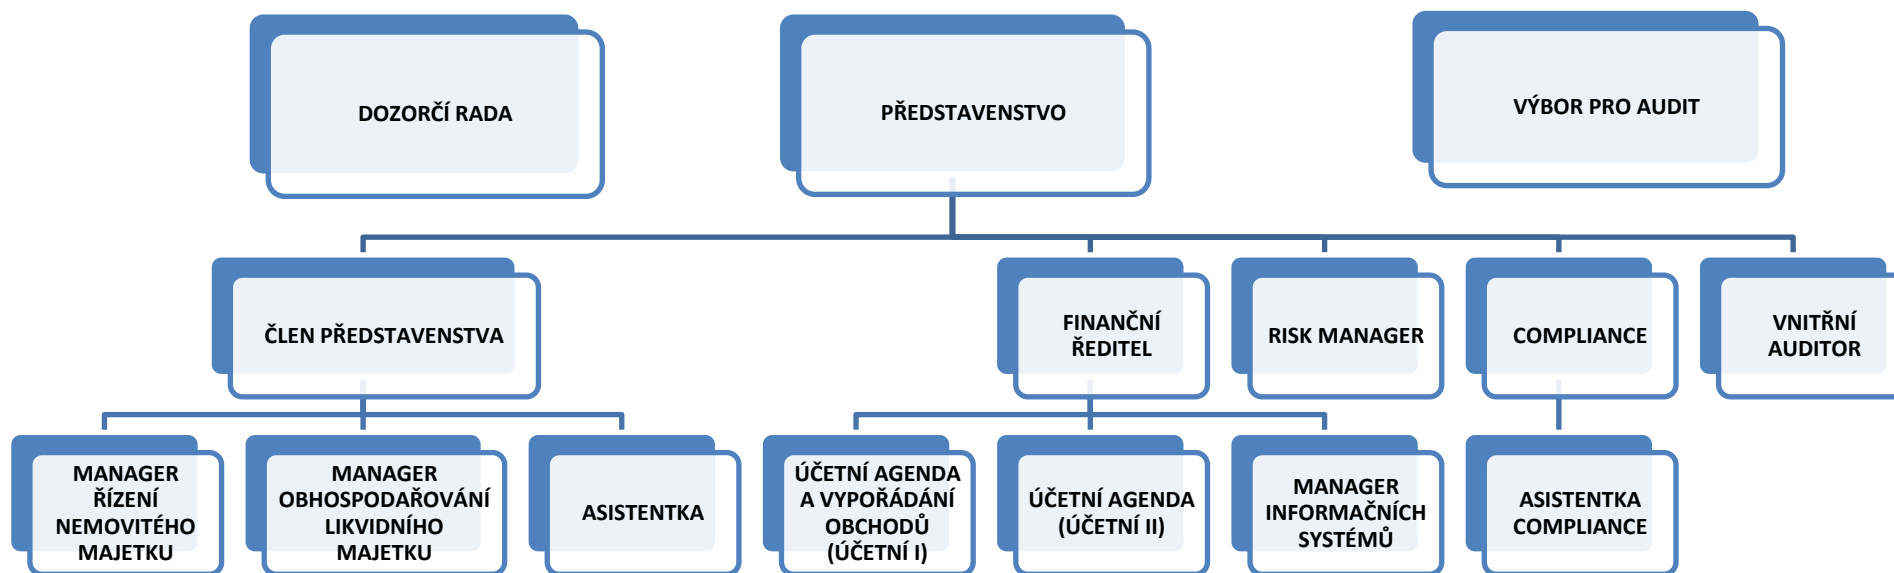 DOZORČÍ RADA
PŘEDSTAVENSTVO
VÝBOR PRO AUDIT
ČLEN PŘEDSTAVENSTVA
FINANČNÍ
ŘEDITEL
RISK MANAGER
COMPLIANCE
VNITŘNÍ
AUDITOR
MANAGER
ŘÍZENÍ
NEMOVITÉHO
MAJETKU
MANAGER
OBHOSPODAŘOVÁNÍ
LIKVIDNÍHO
MAJETKU
ASISTENTKA
ÚČETNÍ AGENDA
A VYPOŘÁDÁNÍ
OBCHODŮ
(ÚČETNÍ I)
ÚČETNÍ AGENDA
(ÚČETNÍ II)
MANAGER
INFORMAČNÍCH
SYSTÉMŮ
ASISTENTKA
COMPLIANCE